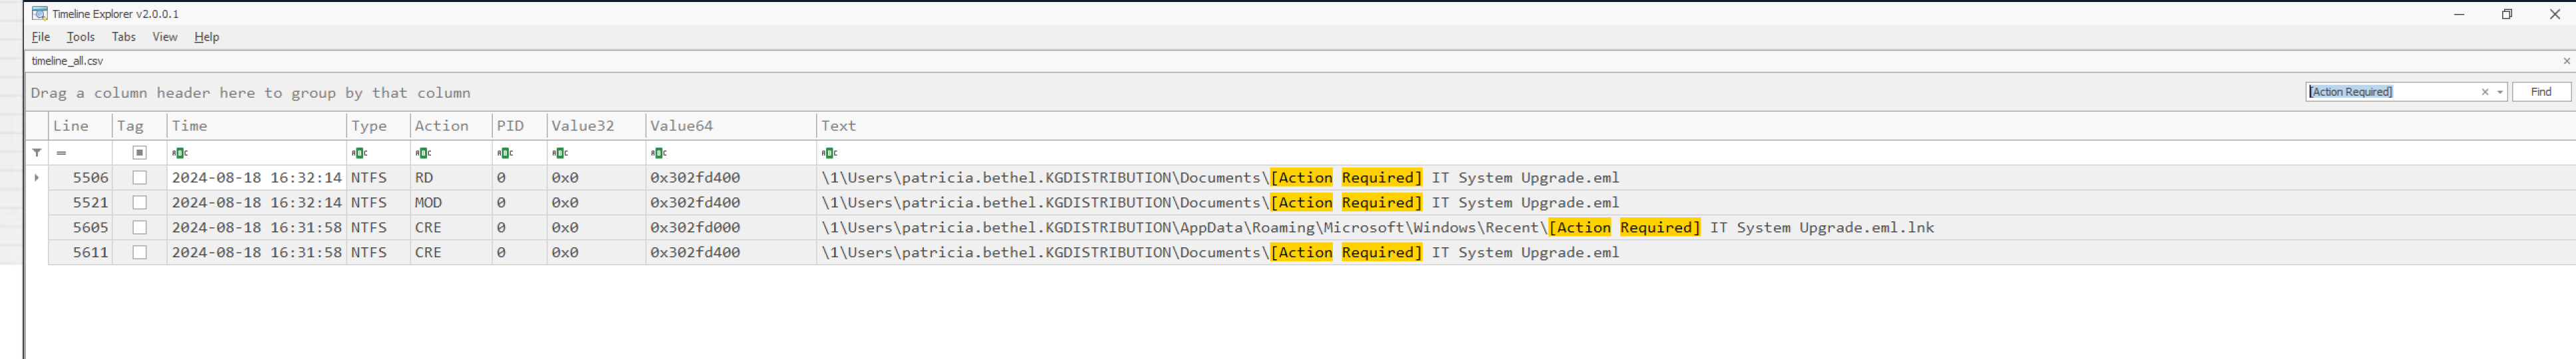 Timeline Explorer v2.0.0.1
File Tools Tabs View Help
timeline_all.csv
Drag a column header here to group by that column
[Action Required] Find
Line Tag Time Type Action PID Value32 Value64 Text
5506 2024-08-18 16:32:14 NTFS RD 0 0x0 0x302fd400 \1\Users\patricia.bethel.KGDISTRIBUTION\Documents\[Action Required] IT System Upgrade.eml
5521 2024-08-18 16:32:14 NTFS MOD 0 0x0 0x302fd400 \1\Users\patricia.bethel.KGDISTRIBUTION\Documents\[Action Required] IT System Upgrade.eml
5605 2024-08-18 16:31:58 NTFS CRE 0 0x0 0x302fd000 \1\Users\patricia.bethel.KGDISTRIBUTION\AppData\Roaming\Microsoft\Windows\Recent\[Action Required] IT System Upgrade.eml.lnk
5611 2024-08-18 16:31:58 NTFS CRE 0 0x0 0x302fd400 \1\Users\patricia.bethel.KGDISTRIBUTION\Documents\[Action Required] IT System Upgrade.eml